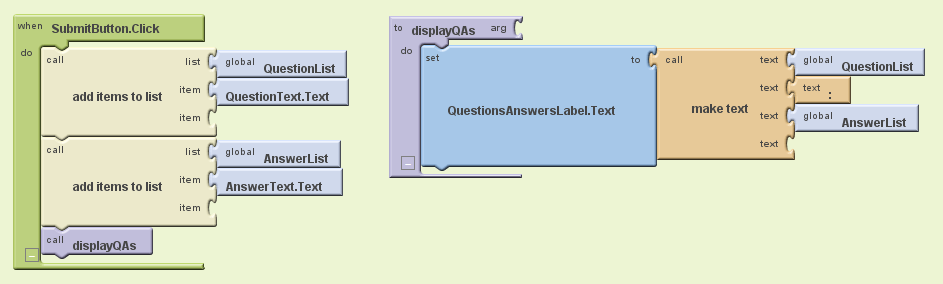 when SubmitButton.Click
do
call add items to list
list global QuestionList
item QuestionText.Text
item
call add items to list
list global AnswerList
item AnswerText.Text
item
call displayQAs
to displayQAs arg
do
set QuestionsAnswersLabel.Text to
call make text
text global QuestionList
text text :
text global AnswerList
text